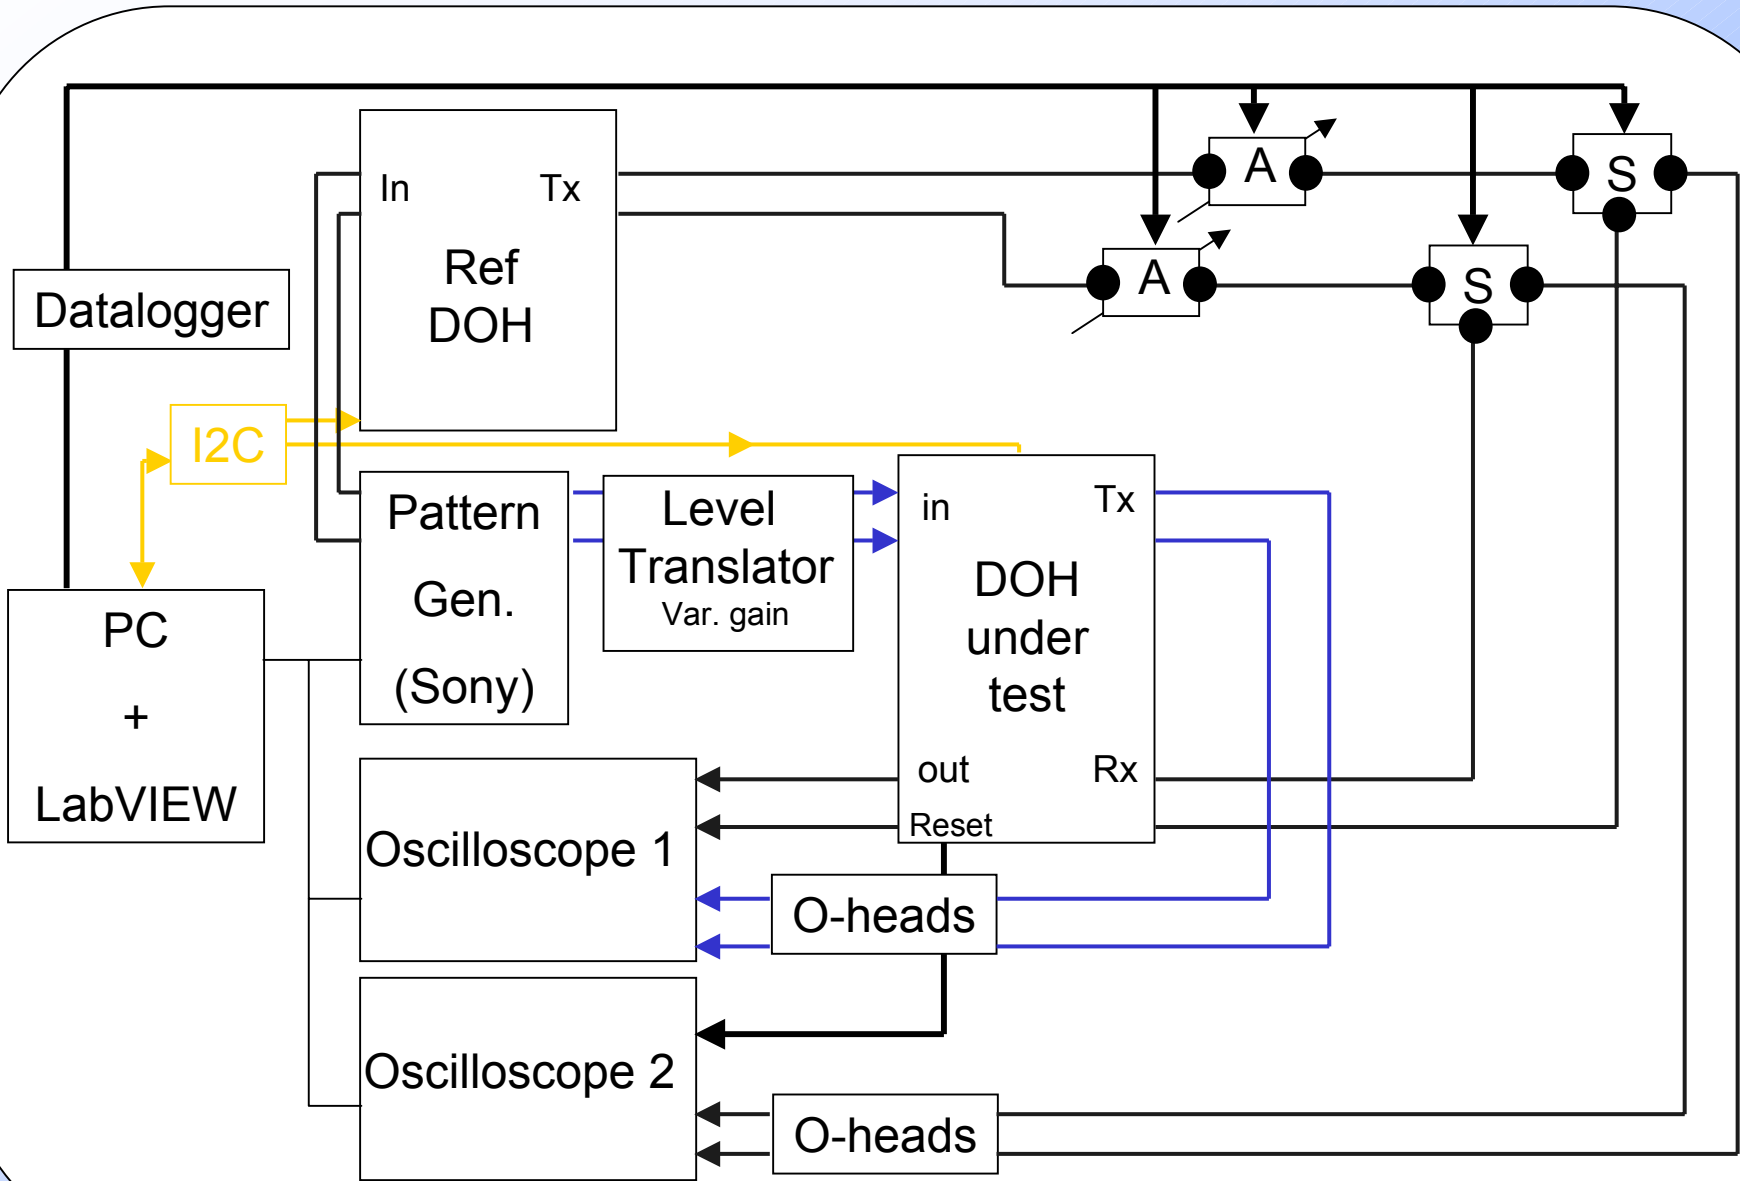 A
S
In
Tx
Ref
DOH
A
S
Datalogger
I2C
Pattern
Gen.
(Sony)
Level
Translator
Var. gain
in
Tx
DOH
under
test
out
Rx
Reset
PC
+
LabVIEW
Oscilloscope 1
O-heads
Oscilloscope 2
O-heads